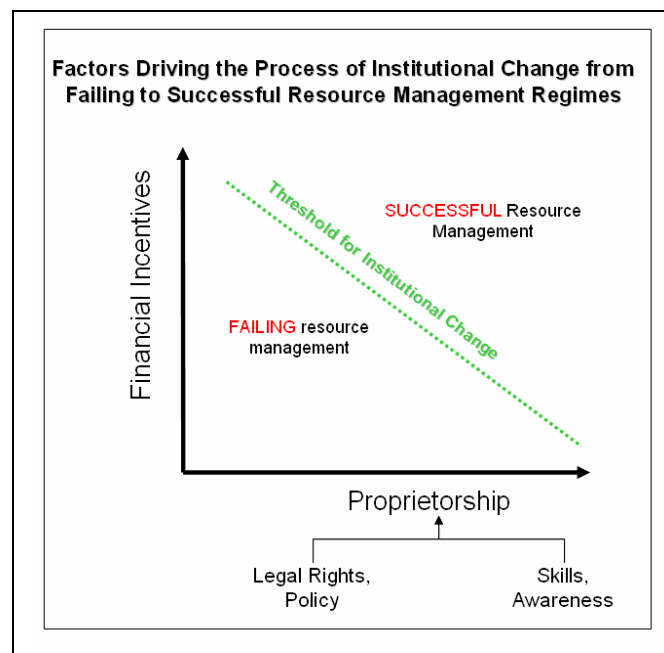 Factors Driving the Process of Institutional Change from
Failing to Successful Resource Management Regimes
Financial Incentives
Threshold for Institutional Change
SUCCESSFUL Resource
Management
FAILING resource
management
Proprietorship
Legal Rights,
Policy
Skills,
Awareness